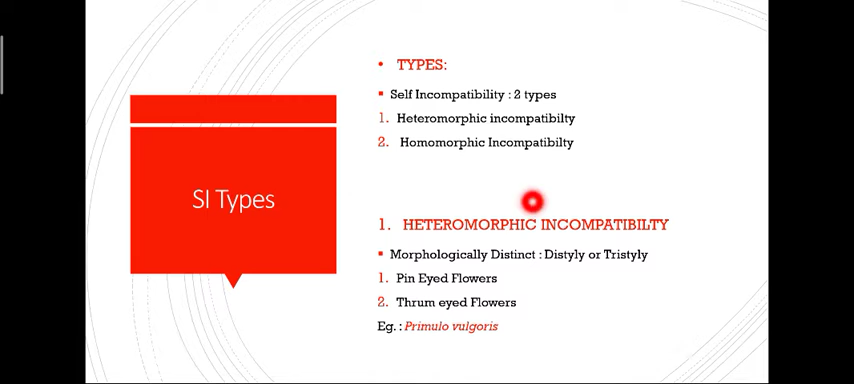 SI Types
• TYPES:
▪ Self Incompatibility : 2 types
1. Heteromorphic incompatibilty
2. Homomorphic Incompatibilty
1. HETEROMORPHIC INCOMPATIBILTY
▪ Morphologically Distinct : Distyly or Tristyly
1. Pin Eyed Flowers
2. Thrum eyed Flowers
Eg. : Primulo vulgoris